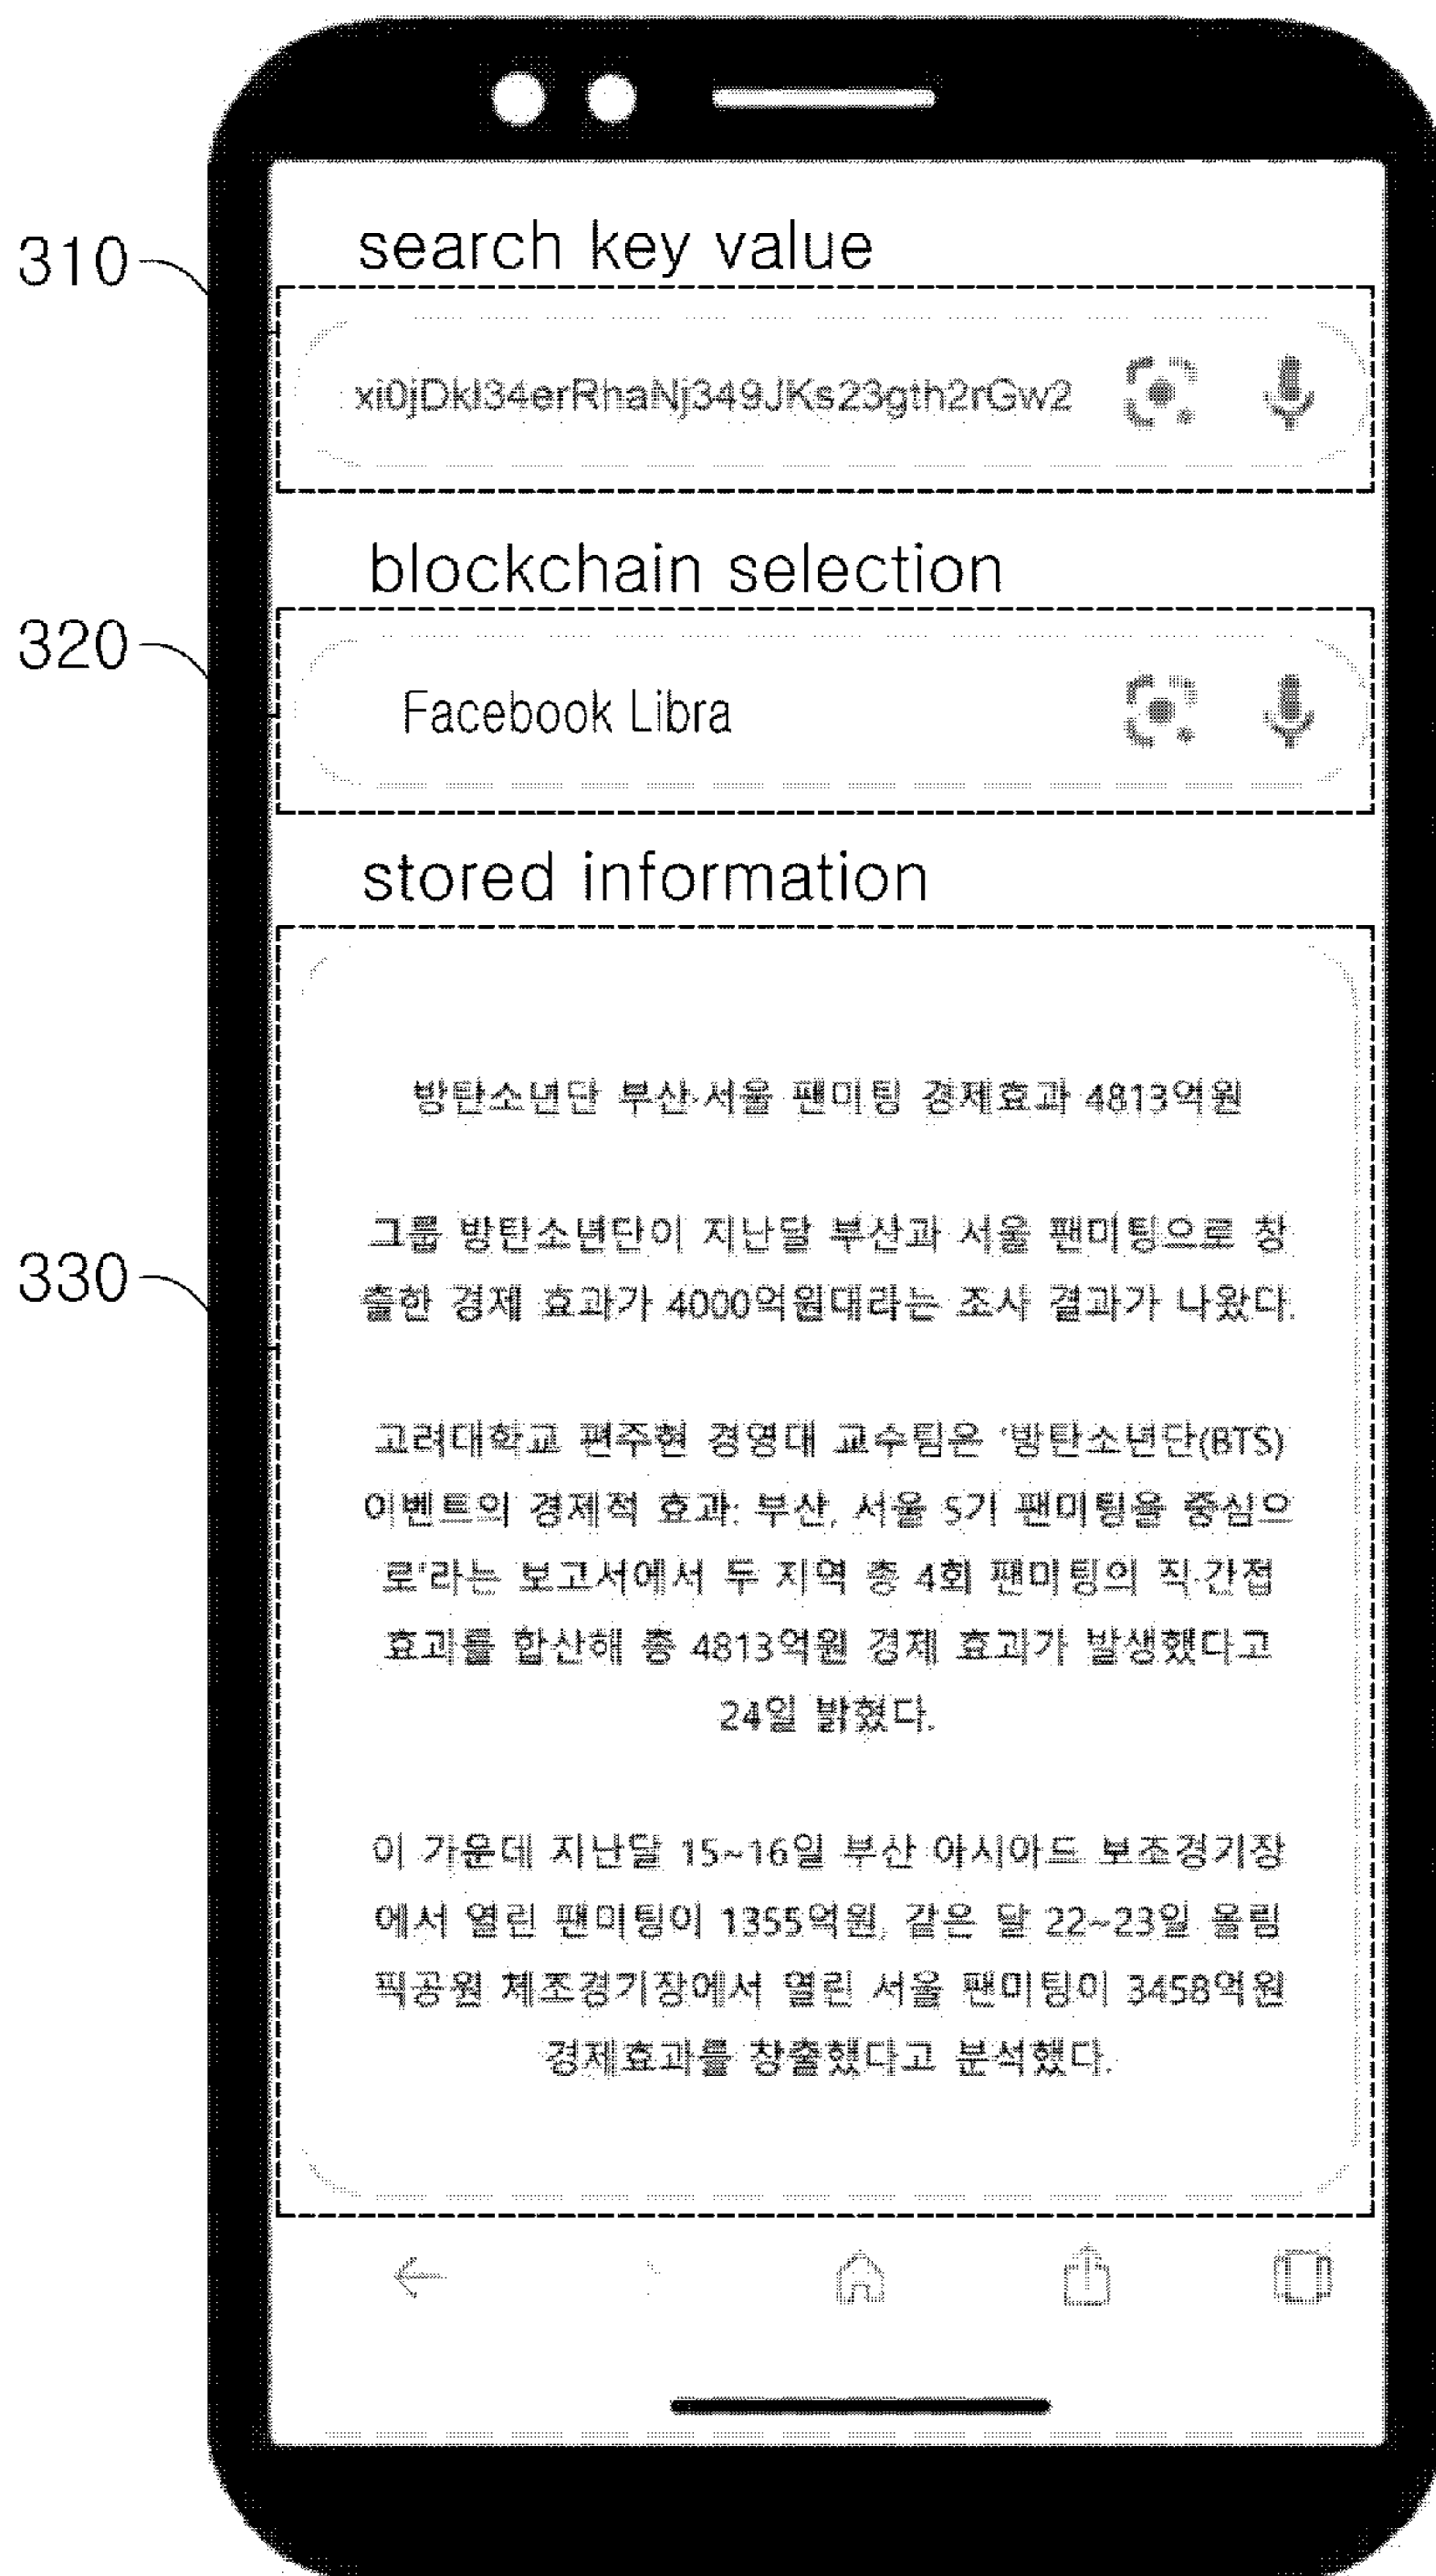 search key value
310
xi0jDkl34erRhaNj349JKs23gth2rGw2
blockchain selection
320
Facebook Libra
stored information
방탄소년단 부산·서울 팬미팅 경제효과 4813억원
그룹 방탄소년단이 지난달 부산과 서울 팬미팅으로 창
출한 경제 효과가 4000억원대라는 조사 결과가 나왔다.
330
고려대학교 편주현 경영대 교수팀은 '방탄소년단(BTS)
이벤트의 경제적 효과: 부산, 서울 5기 팬미팅을 중심으
로'라는 보고서에서 두 지역 총 4회 팬미팅의 직·간접
효과를 합산해 총 4813억원 경제 효과가 발생했다고
24일 밝혔다.
이 가운데 지난달 15~16일 부산 아시아드 보조경기장
에서 열린 팬미팅이 1355억원, 같은 달 22~23일 올림
픽공원 체조경기장에서 열린 서울 팬미팅이 3458억원
경제효과를 창출했다고 분석했다.